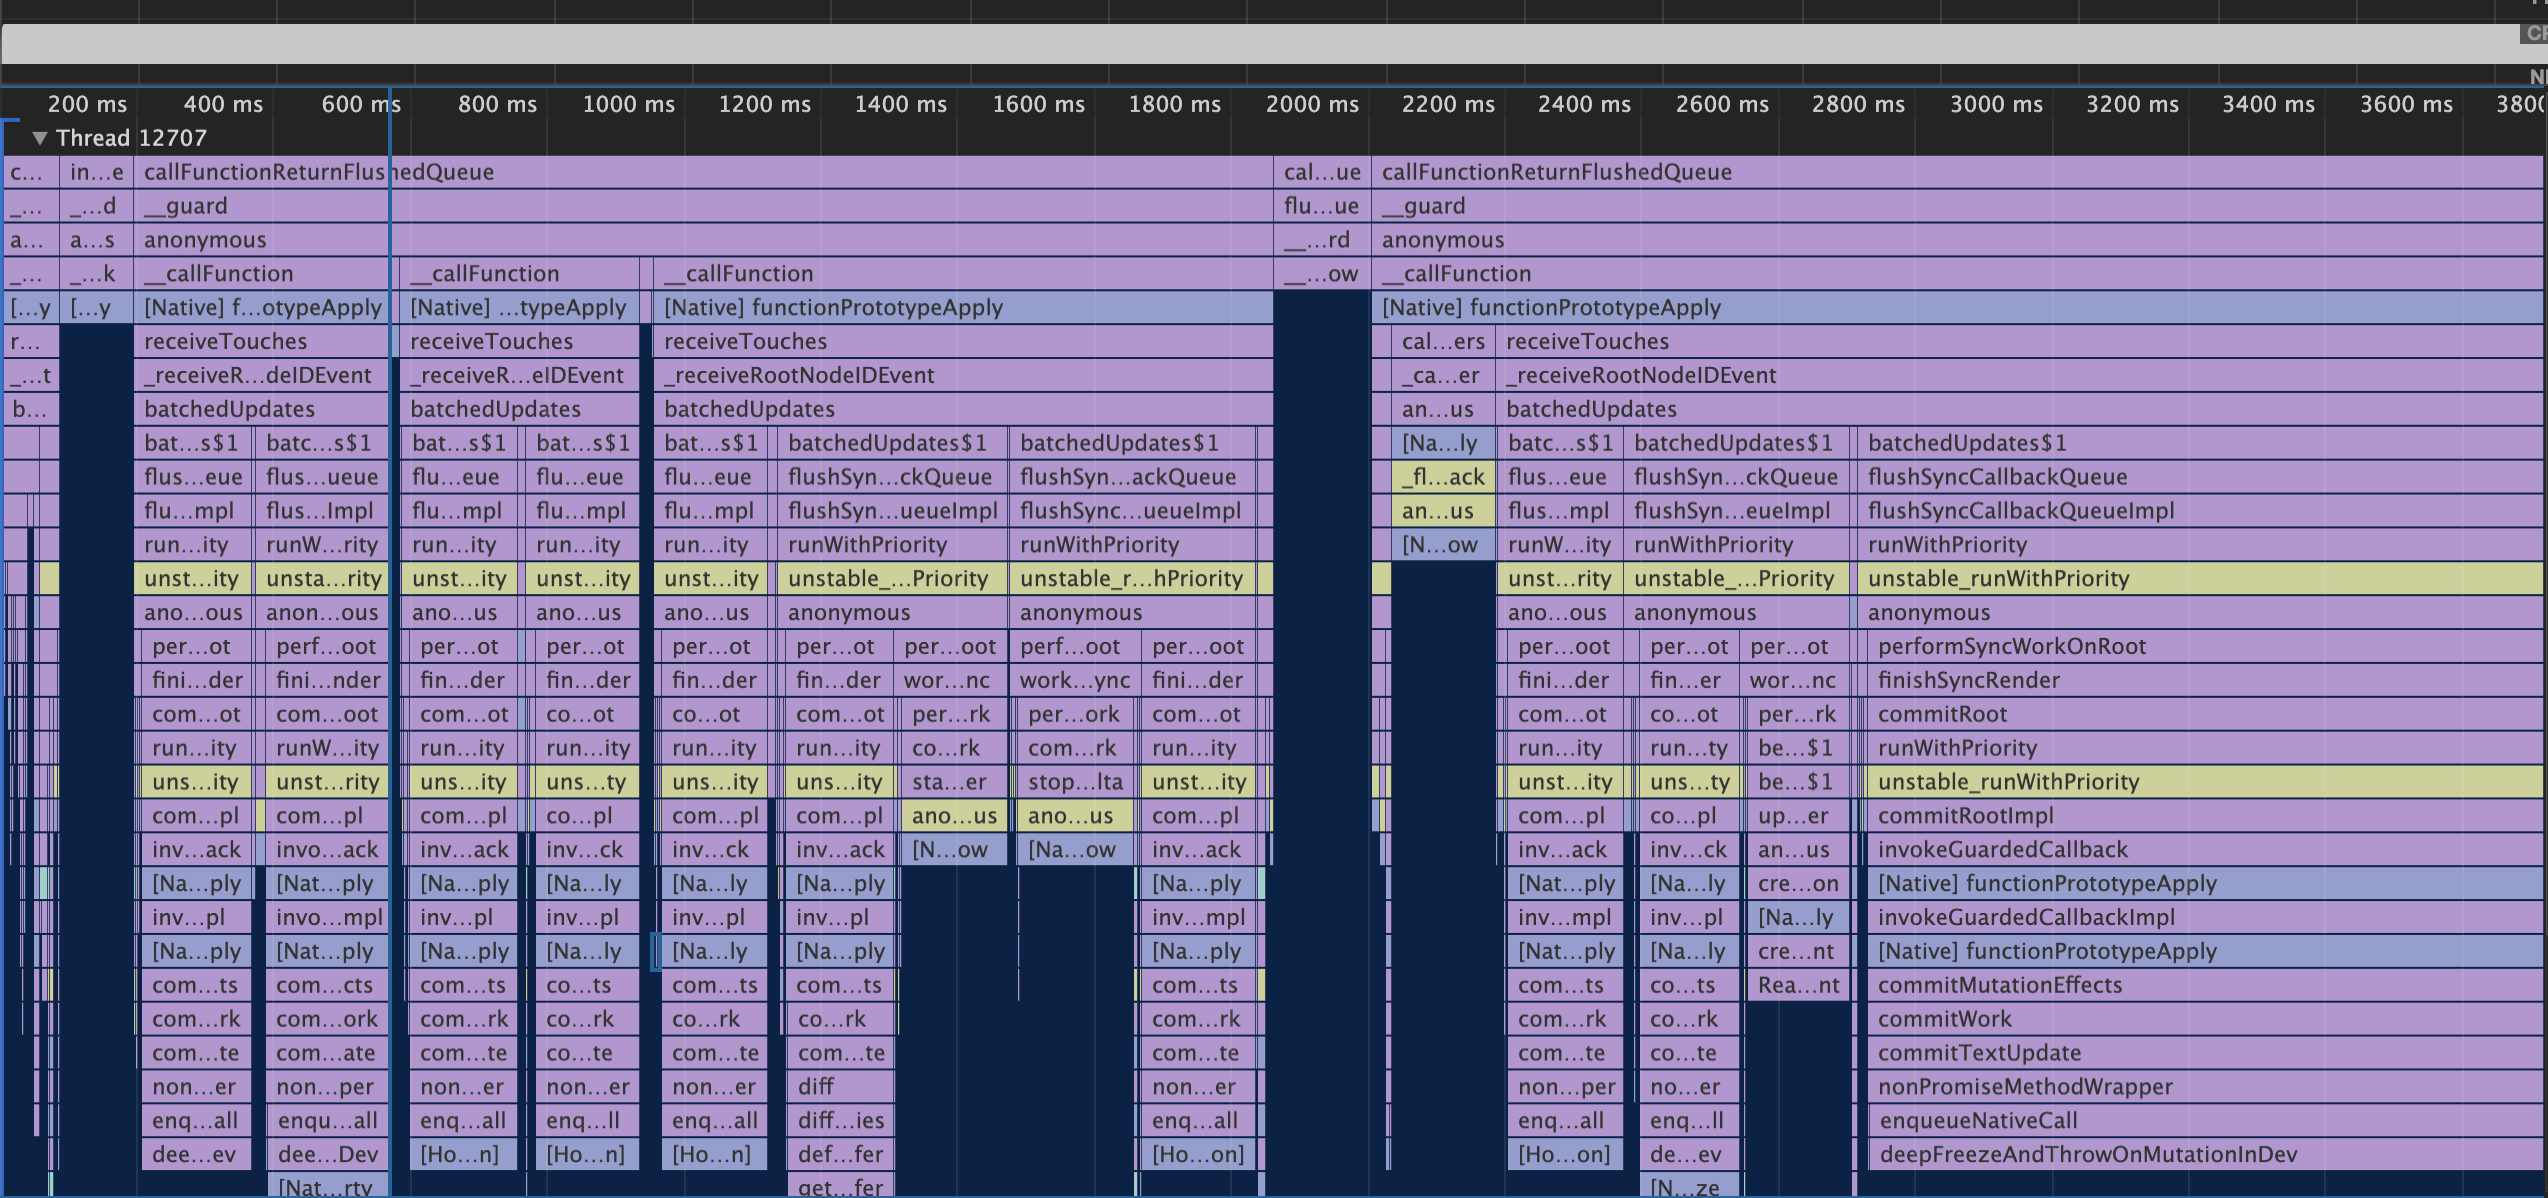 CP
NE
200 ms 400 ms 600 ms 800 ms 1000 ms 1200 ms 1400 ms 1600 ms 1800 ms 2000 ms 2200 ms 2400 ms 2600 ms 2800 ms 3000 ms 3200 ms 3400 ms 3600 ms 3800
▼ Thread 12707
c... in...e callFunctionReturnFlushedQueue cal...ue callFunctionReturnFlushedQueue
_... _...d __guard flu...ue __guard
a... a...s anonymous __...rd anonymous
_... _...k __callFunction __callFunction __callFunction __...ow __callFunction
[...y [...y [Native] f...otypeApply [Native] ...typeApply [Native] functionPrototypeApply [Native] functionPrototypeApply
r... receiveTouches receiveTouches receiveTouches cal...ers receiveTouches
_...t _receiveR...deIDEvent _receiveR...eIDEvent _receiveRootNodeIDEvent _ca...er _receiveRootNodeIDEvent
b... batchedUpdates batchedUpdates batchedUpdates an...us batchedUpdates
bat...s$1 batc...s$1 bat...s$1 bat...s$1 bat...s$1 batchedUpdates$1 batchedUpdates$1 [Na...ly batc...s$1 batchedUpdates$1 batchedUpdates$1
flus...eue flus...ueue flu...eue flu...eue flu...eue flushSyn...ckQueue flushSyn...ackQueue _fl...ack flus...eue flushSyn...ckQueue flushSyncCallbackQueue
flu...mpl flus...Impl flu...mpl flu...mpl flu...mpl flushSyn...ueueImpl flushSync...ueueImpl an...us flus...mpl flushSyn...eueImpl flushSyncCallbackQueueImpl
run...ity runW...rity run...ity run...ity run...ity runWithPriority runWithPriority [N...ow runW...ity runWithPriority runWithPriority
unst...ity unsta...rity unst...ity unst...ity unst...ity unstable_...Priority unstable_r...hPriority unst...rity unstable_...Priority unstable_runWithPriority
ano...ous anon...ous ano...us ano...us ano...us anonymous anonymous ano...ous anonymous anonymous
per...ot perf...oot per...ot per...ot per...ot per...ot per...oot perf...oot per...oot per...oot per...ot per...ot performSyncWorkOnRoot
fini...der fini...nder fin...der fin...der fin...der fin...der wor...nc work...ync fini...der fini...der fin...er wor...nc finishSyncRender
com...ot com...oot com...ot co...ot co...ot com...ot per...rk per...ork com...ot com...ot co...ot per...rk commitRoot
run...ity runW...ity run...ity run...ity run...ity run...ity co...rk com...rk run...ity run...ity run...ty be...$1 runWithPriority
uns...ity unst...rity uns...ity uns...ty uns...ity uns...ity sta...er stop...lta unst...ity unst...ity uns...ty be...$1 unstable_runWithPriority
com...pl com...pl com...pl co...pl com...pl com...pl ano...us ano...us com...pl com...pl co...pl up...er commitRootImpl
inv...ack invo...ack inv...ack inv...ck inv...ck inv...ack [N...ow [Na...ow inv...ack inv...ack inv...ck an...us invokeGuardedCallback
[Na...ply [Nat...ply [Na...ply [Na...ly [Na...ly [Na...ply [Na...ply [Nat...ply [Na...ly cre...on [Native] functionPrototypeApply
inv...pl invo...mpl inv...pl inv...pl inv...pl inv...pl inv...mpl inv...mpl inv...pl [Na...ly invokeGuardedCallbackImpl
[Na...ply [Nat...ply [Na...ply [Na...ly [Na...ly [Na...ply [Na...ply [Nat...ply [Na...ly cre...nt [Native] functionPrototypeApply
com...ts com...cts com...ts co...ts com...ts com...ts com...ts com...ts co...ts Rea...nt commitMutationEffects
com...rk com...ork com...rk co...rk co...rk co...rk com...rk com...rk co...rk commitWork
com...te com...ate com...te co...te com...te com...te com...te com...te co...te commitTextUpdate
non...er non...per non...er non...er non...er diff non...er non...per no...er nonPromiseMethodWrapper
enq...all enqu...all enq...all enq...ll enq...all diff...ies enq...all enq...all enq...ll enqueueNativeCall
dee...ev dee...Dev [Ho...n] [Ho...n] [Ho...n] def...fer [Ho...on] [Ho...on] de...ev deepFreezeAndThrowOnMutationInDev
[Nat...rty get...fer [N...ze